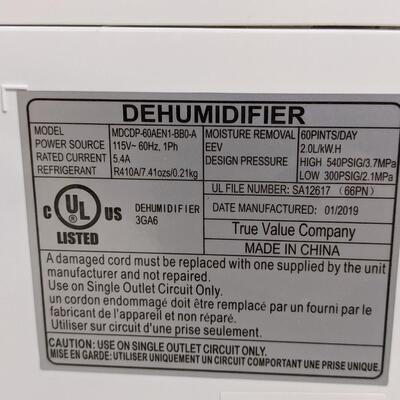 DEHUMIDIFIER
MODEL MDCDP-60AEN1-BB0-A MOISTURE REMOVAL 60PINTS/DAY
POWER SOURCE 115V~ 60Hz, 1Ph EEV 2.0L/kW.H
RATED CURRENT 5.4A DESIGN PRESSURE HIGH 540PSIG/3.7MPa
REFRIGERANT R410A/7.41ozs/0.21kg LOW 300PSIG/2.1MPa
UL FILE NUMBER: SA12617 (66PN)
C UL US DEHUMIDIFIER DATE MANUFACTURED: 01/2019
3GA6
LISTED True Value Company
MADE IN CHINA
A damaged cord must be replaced with one supplied by the unit
manufacturer and not repaired.
Use on Single Outlet Circuit Only.
un cordon endommagé doit être remplacé par un fourni par le
fabricant de l'appareil et non réparé.
Utiliser sur circuit d'une prise seulement.
CAUTION: USE ON SINGLE OUTLET CIRCUIT ONLY.
MISE EN GARDE: UTILISER UNIQUEMENT UN CIRCUIT COMPORTANT UNE PRISE UNIQUE.